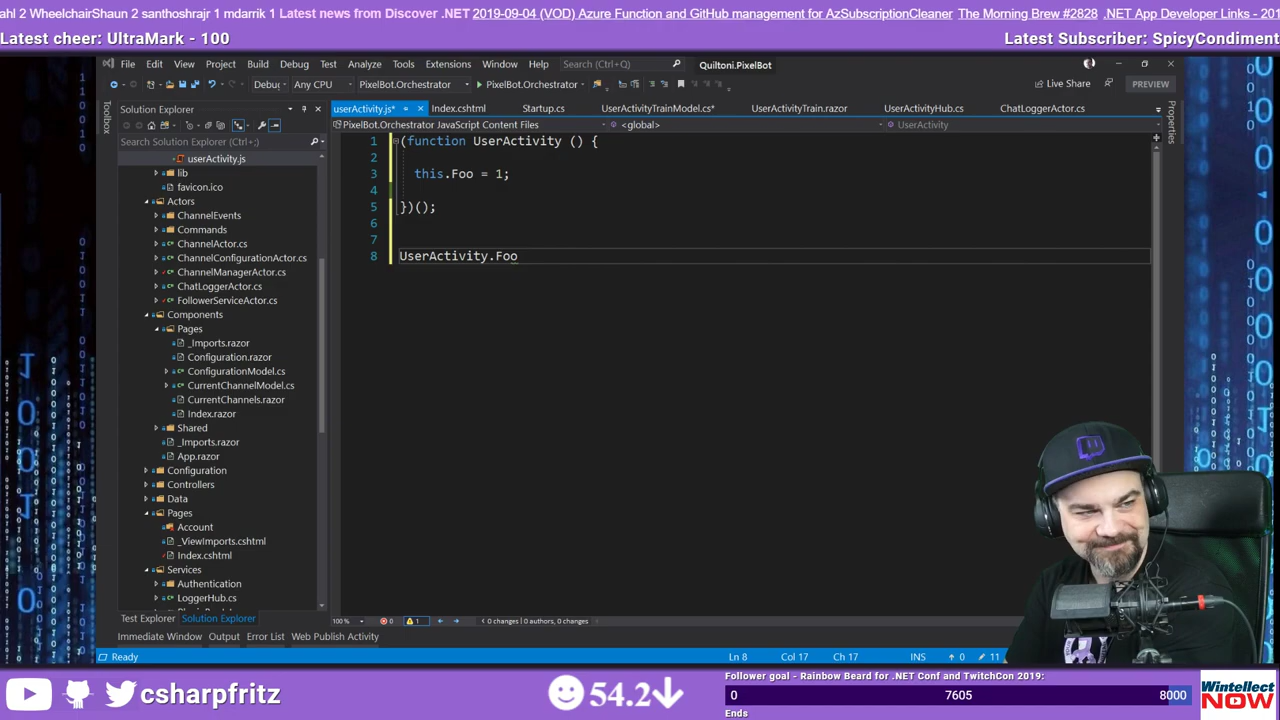 ahl 2 WheelchairShaun 2 santhoshrajr 1 mdarrik 1 Latest news from Discover .NET 2019-09-04 (VOD) Azure Function and GitHub management for AzSubscriptionCleaner The Morning Brew #2828 .NET App Developer Links - 201
Latest cheer: UltraMark - 100
Latest Subscriber: SpicyCondiment
File Edit View Project Build Debug Test Analyze Tools Extensions Window Help Search (Ctrl+Q) Quiltoni.PixelBot
Debug Any CPU PixelBot.Orchestrator PixelBot.Orchestrator Live Share PREVIEW
Toolbox
Solution Explorer
Search Solution Explorer (Ctrl+;)
userActivity.js
lib
favicon.ico
Actors
ChannelEvents
Commands
ChannelActor.cs
ChannelConfigurationActor.cs
ChannelManagerActor.cs
ChatLoggerActor.cs
FollowerServiceActor.cs
Components
Pages
_Imports.razor
Configuration.razor
ConfigurationModel.cs
CurrentChannelModel.cs
CurrentChannels.razor
Index.razor
Shared
_Imports.razor
App.razor
Configuration
Controllers
Data
Pages
Account
_ViewImports.cshtml
Index.cshtml
Services
Authentication
LoggerHub.cs
Test Explorer Solution Explorer
userActivity.js* Index.cshtml Startup.cs UserActivityTrainModel.cs* UserActivityTrain.razor UserActivityHub.cs ChatLoggerActor.cs
PixelBot.Orchestrator JavaScript Content Files <global> UserActivity
Properties
1 (function UserActivity () {
2
3 this.Foo = 1;
4
5 })();
6
7
8 UserActivity.Foo
100 % 0 1 0 changes | 0 authors, 0 changes
Immediate Window Output Error List Web Publish Activity
Ready Ln 8 Col 17 Ch 17 INS 0 11
csharpfritz
54.2
Follower goal - Rainbow Beard for .NET Conf and TwitchCon 2019:
0 7605 8000
Ends
Wintellect
NOW